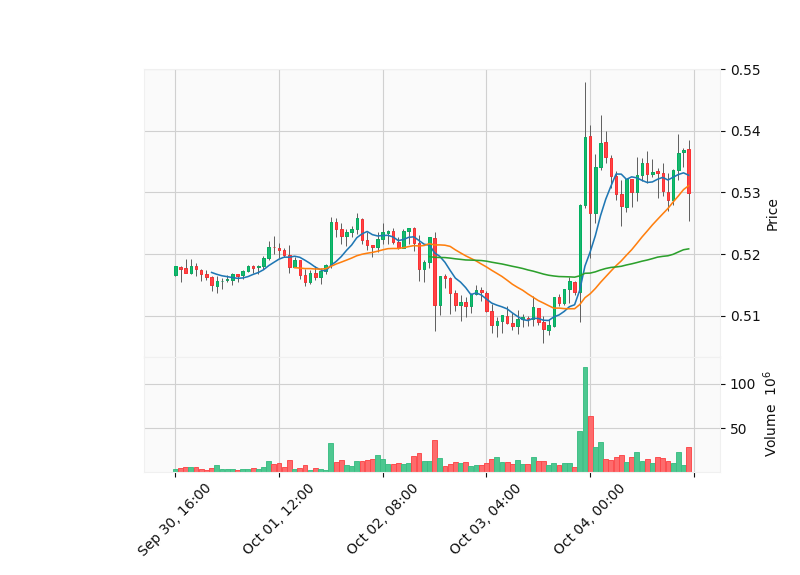 0.55
0.54
0.53
0.52
0.51
Price
100
50
Volume 10^6
Sep 30, 16:00
Oct 01, 12:00
Oct 02, 08:00
Oct 03, 04:00
Oct 04, 00:00